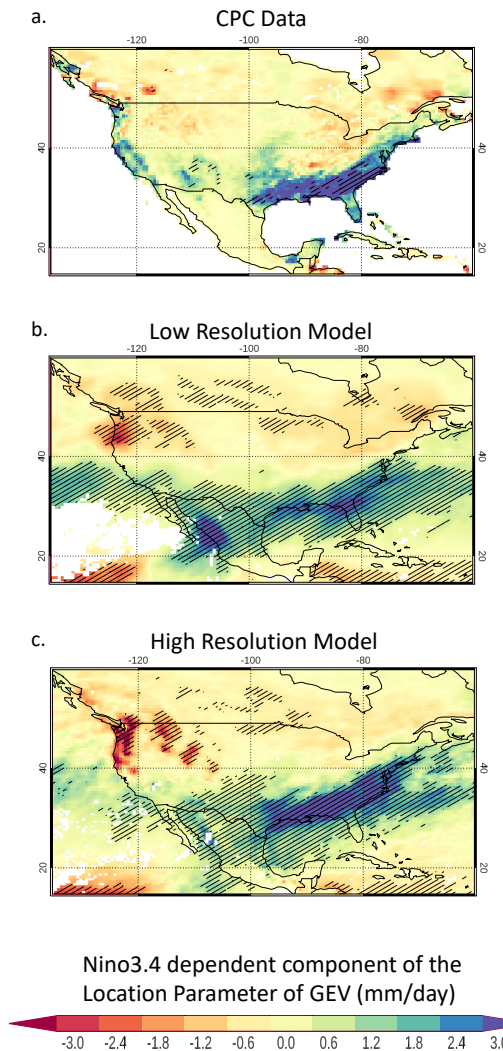 a.
CPC Data
-120 -100 -80
40 40
20 20
b.
Low Resolution Model
-120 -100 -80
40 40
20 20
c.
High Resolution Model
-120 -100 -80
40 40
20 20
Nino3.4 dependent component of the
Location Parameter of GEV (mm/day)
-3.0 -2.4 -1.8 -1.2 -0.6 0.0 0.6 1.2 1.8 2.4 3.0